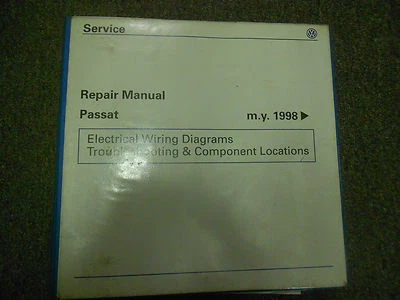 Service
Repair Manual
Passat m.y. 1998 ▶
Electrical Wiring Diagrams
Troubleshooting & Component Locations